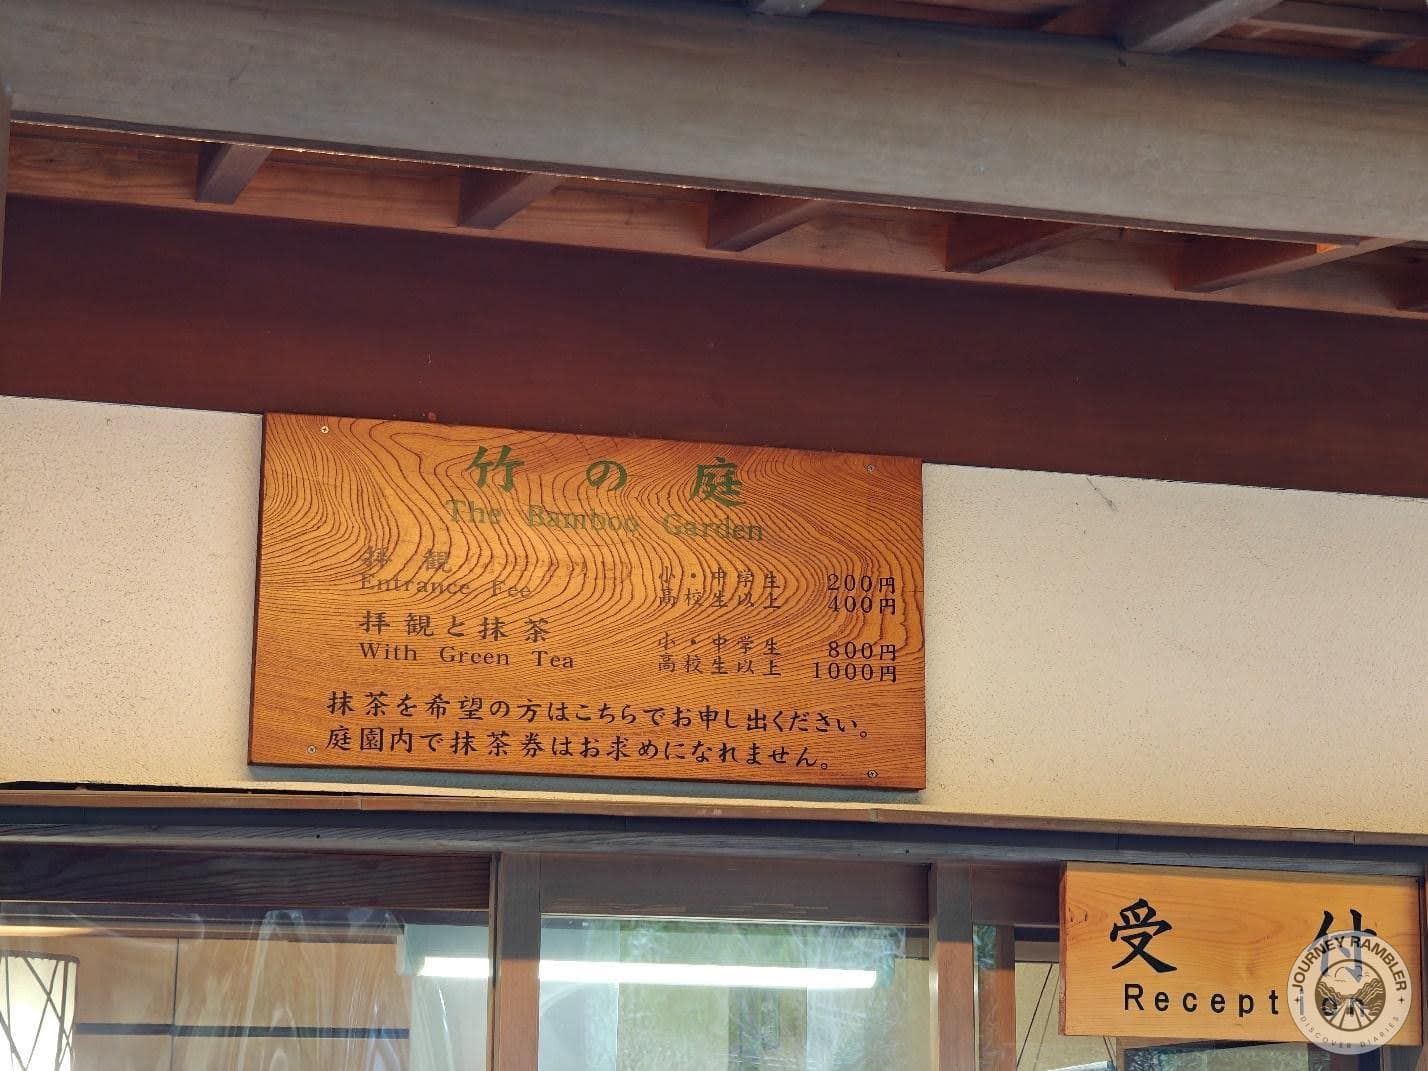 竹の庭
The Bamboo Garden
拝観
Entrance Fee
小・中学生 200円
高校生以上 400円
拝観と抹茶
With Green Tea
小・中学生 800円
高校生以上 1000円
抹茶を希望の方はこちらでお申し出ください。
庭園内で抹茶券はお求めになれません。
受付
Reception
JOURNEY RAMBLER
DISCOVER DIARIES